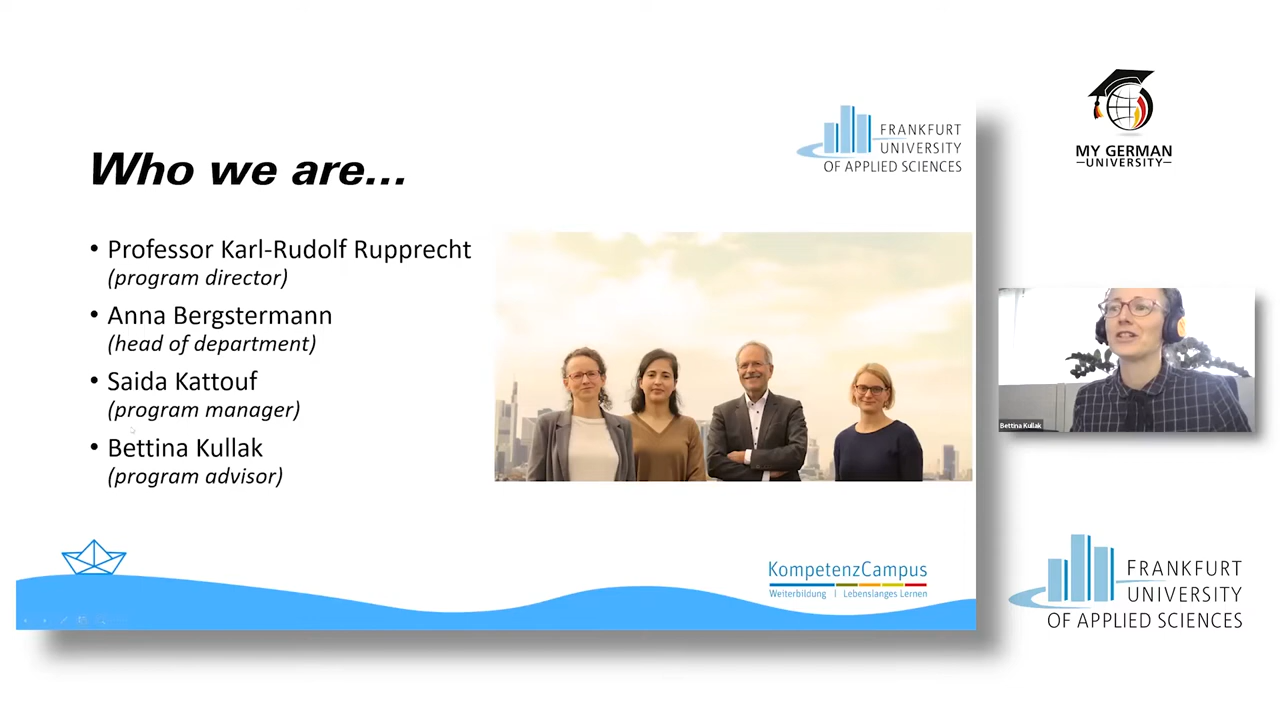 Who we are...
• Professor Karl-Rudolf Rupprecht
(program director)
• Anna Bergstermann
(head of department)
• Saida Kattouf
(program manager)
• Bettina Kullak
(program advisor)
FRANKFURT
UNIVERSITY
OF APPLIED SCIENCES
KompetenzCampus
Weiterbildung | Lebenslanges Lernen
MY GERMAN
UNIVERSITY
Bettina Kullak
FRANKFURT
UNIVERSITY
OF APPLIED SCIENCES